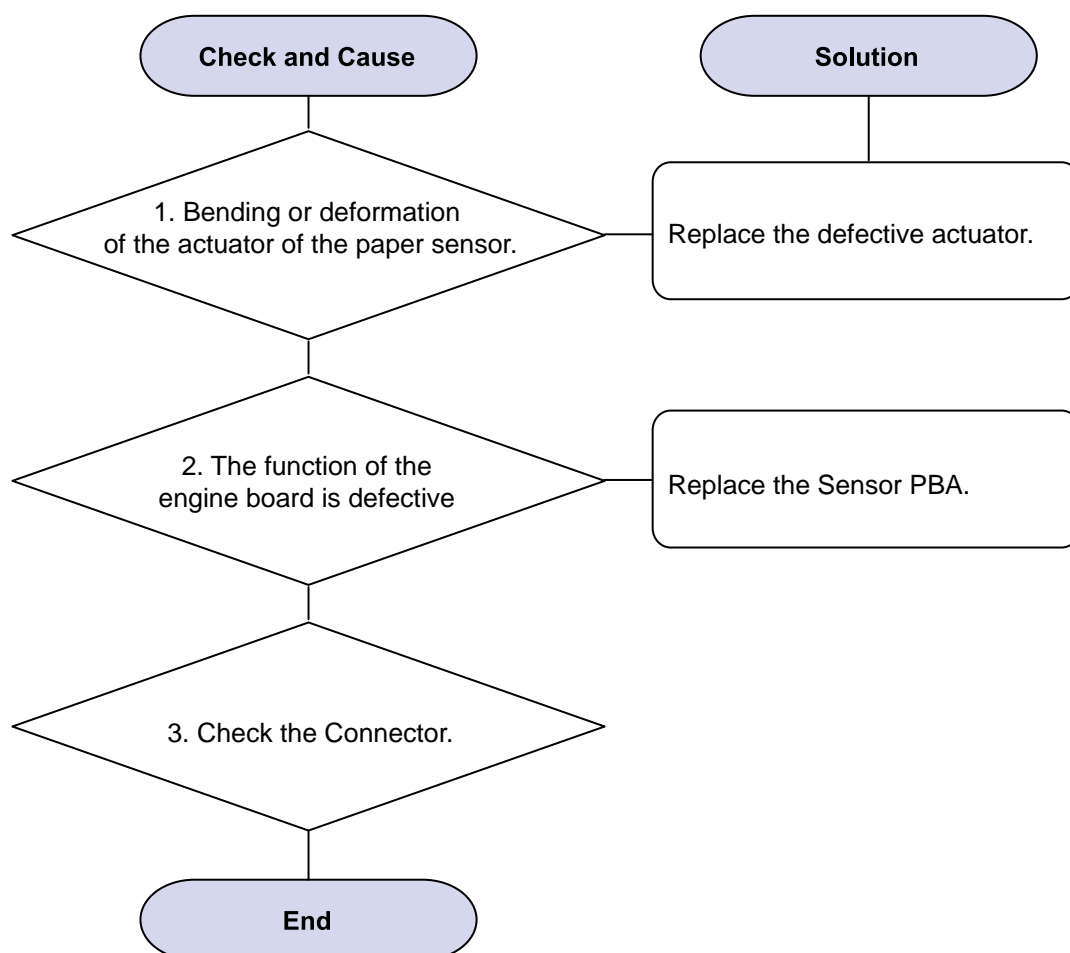 Check and Cause
Solution
1. Bending or deformation
of the actuator of the paper sensor.
Replace the defective actuator.
2. The function of the
engine board is defective
Replace the Sensor PBA.
3. Check the Connector.
End